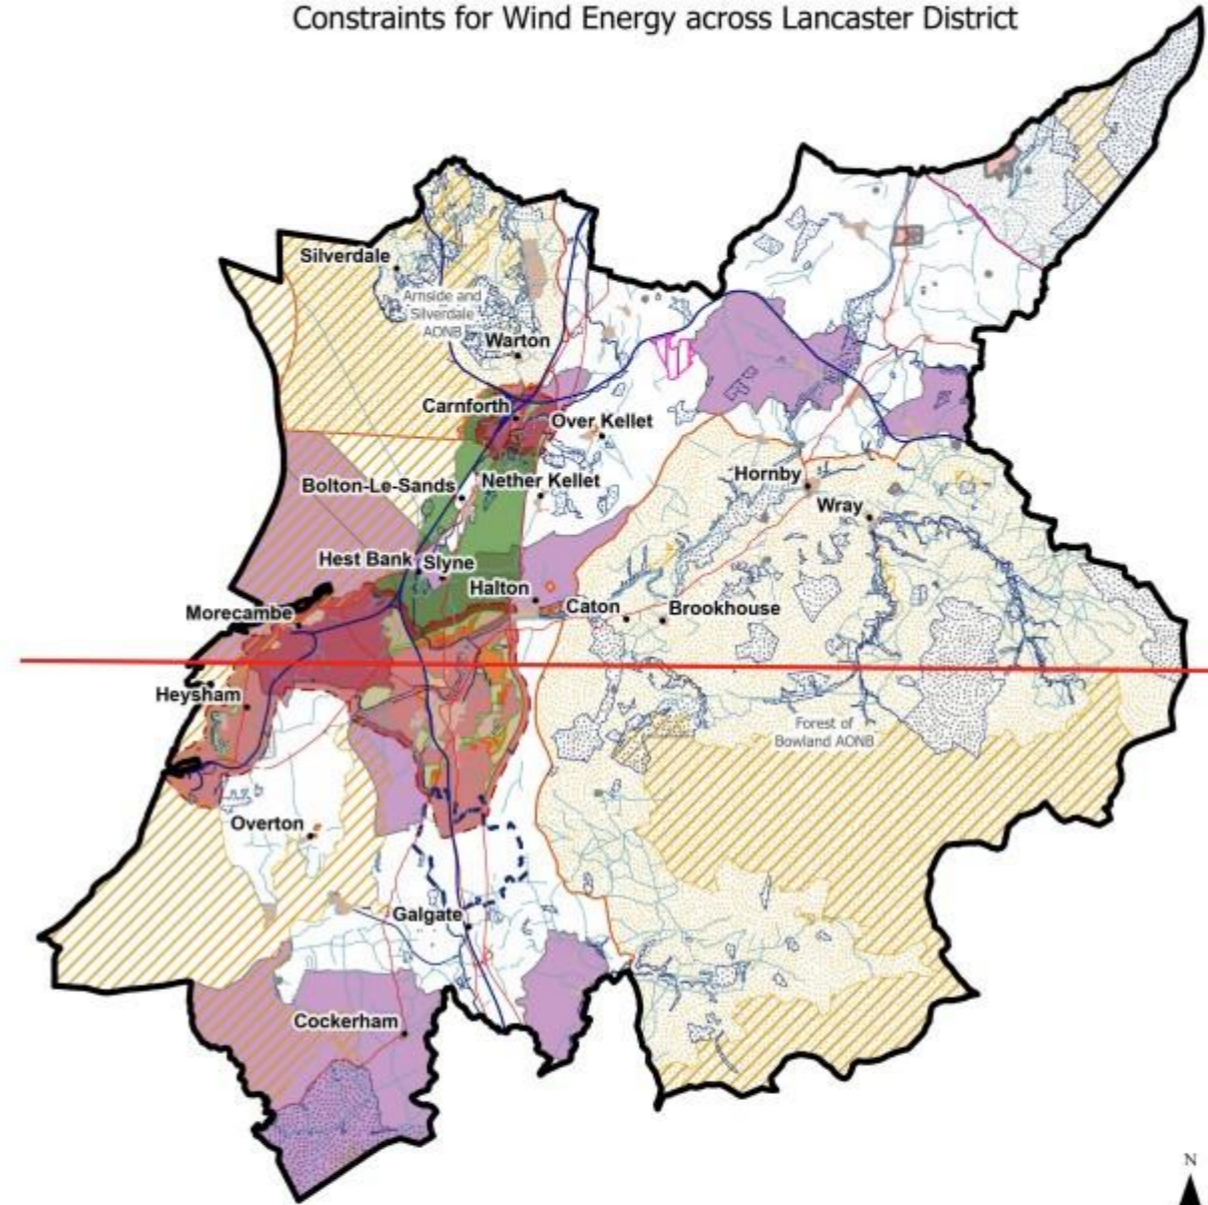 Constraints for Wind Energy across Lancaster District
Silverdale
Arnside and
Silverdale
AONB
Warton
Carnforth
Over Kellet
Hornby
Bolton-Le-Sands
Nether Kellet
Wray
Hest Bank
Slyne
Halton
Morecambe
Caton
Brookhouse
Heysham
Forest of
Bowland AONB
Overton
Galgate
Cockerham
N